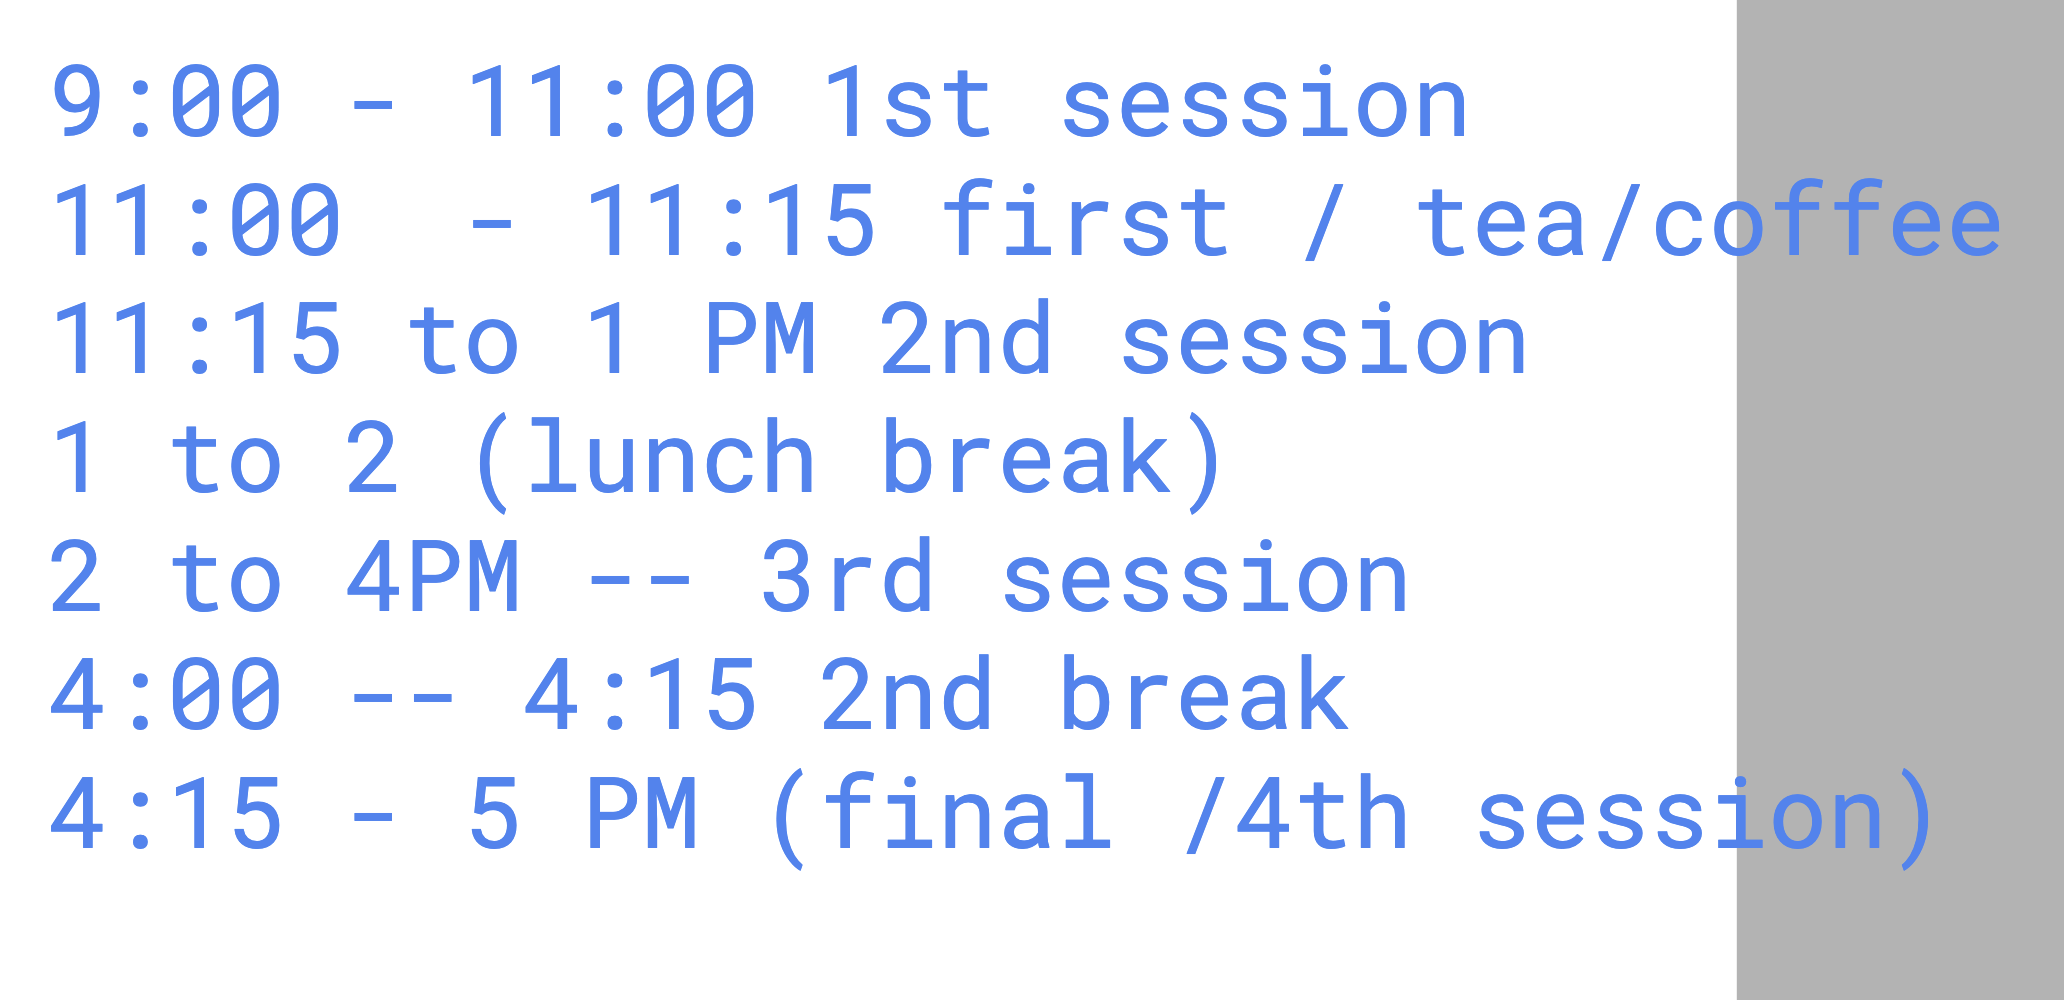 9:00 - 11:00 1st session
11:00  - 11:15 first / tea/coffee
11:15 to 1 PM 2nd session
1 to 2 (lunch break)
2 to 4PM -- 3rd session
4:00 -- 4:15 2nd break
4:15 - 5 PM (final /4th session)